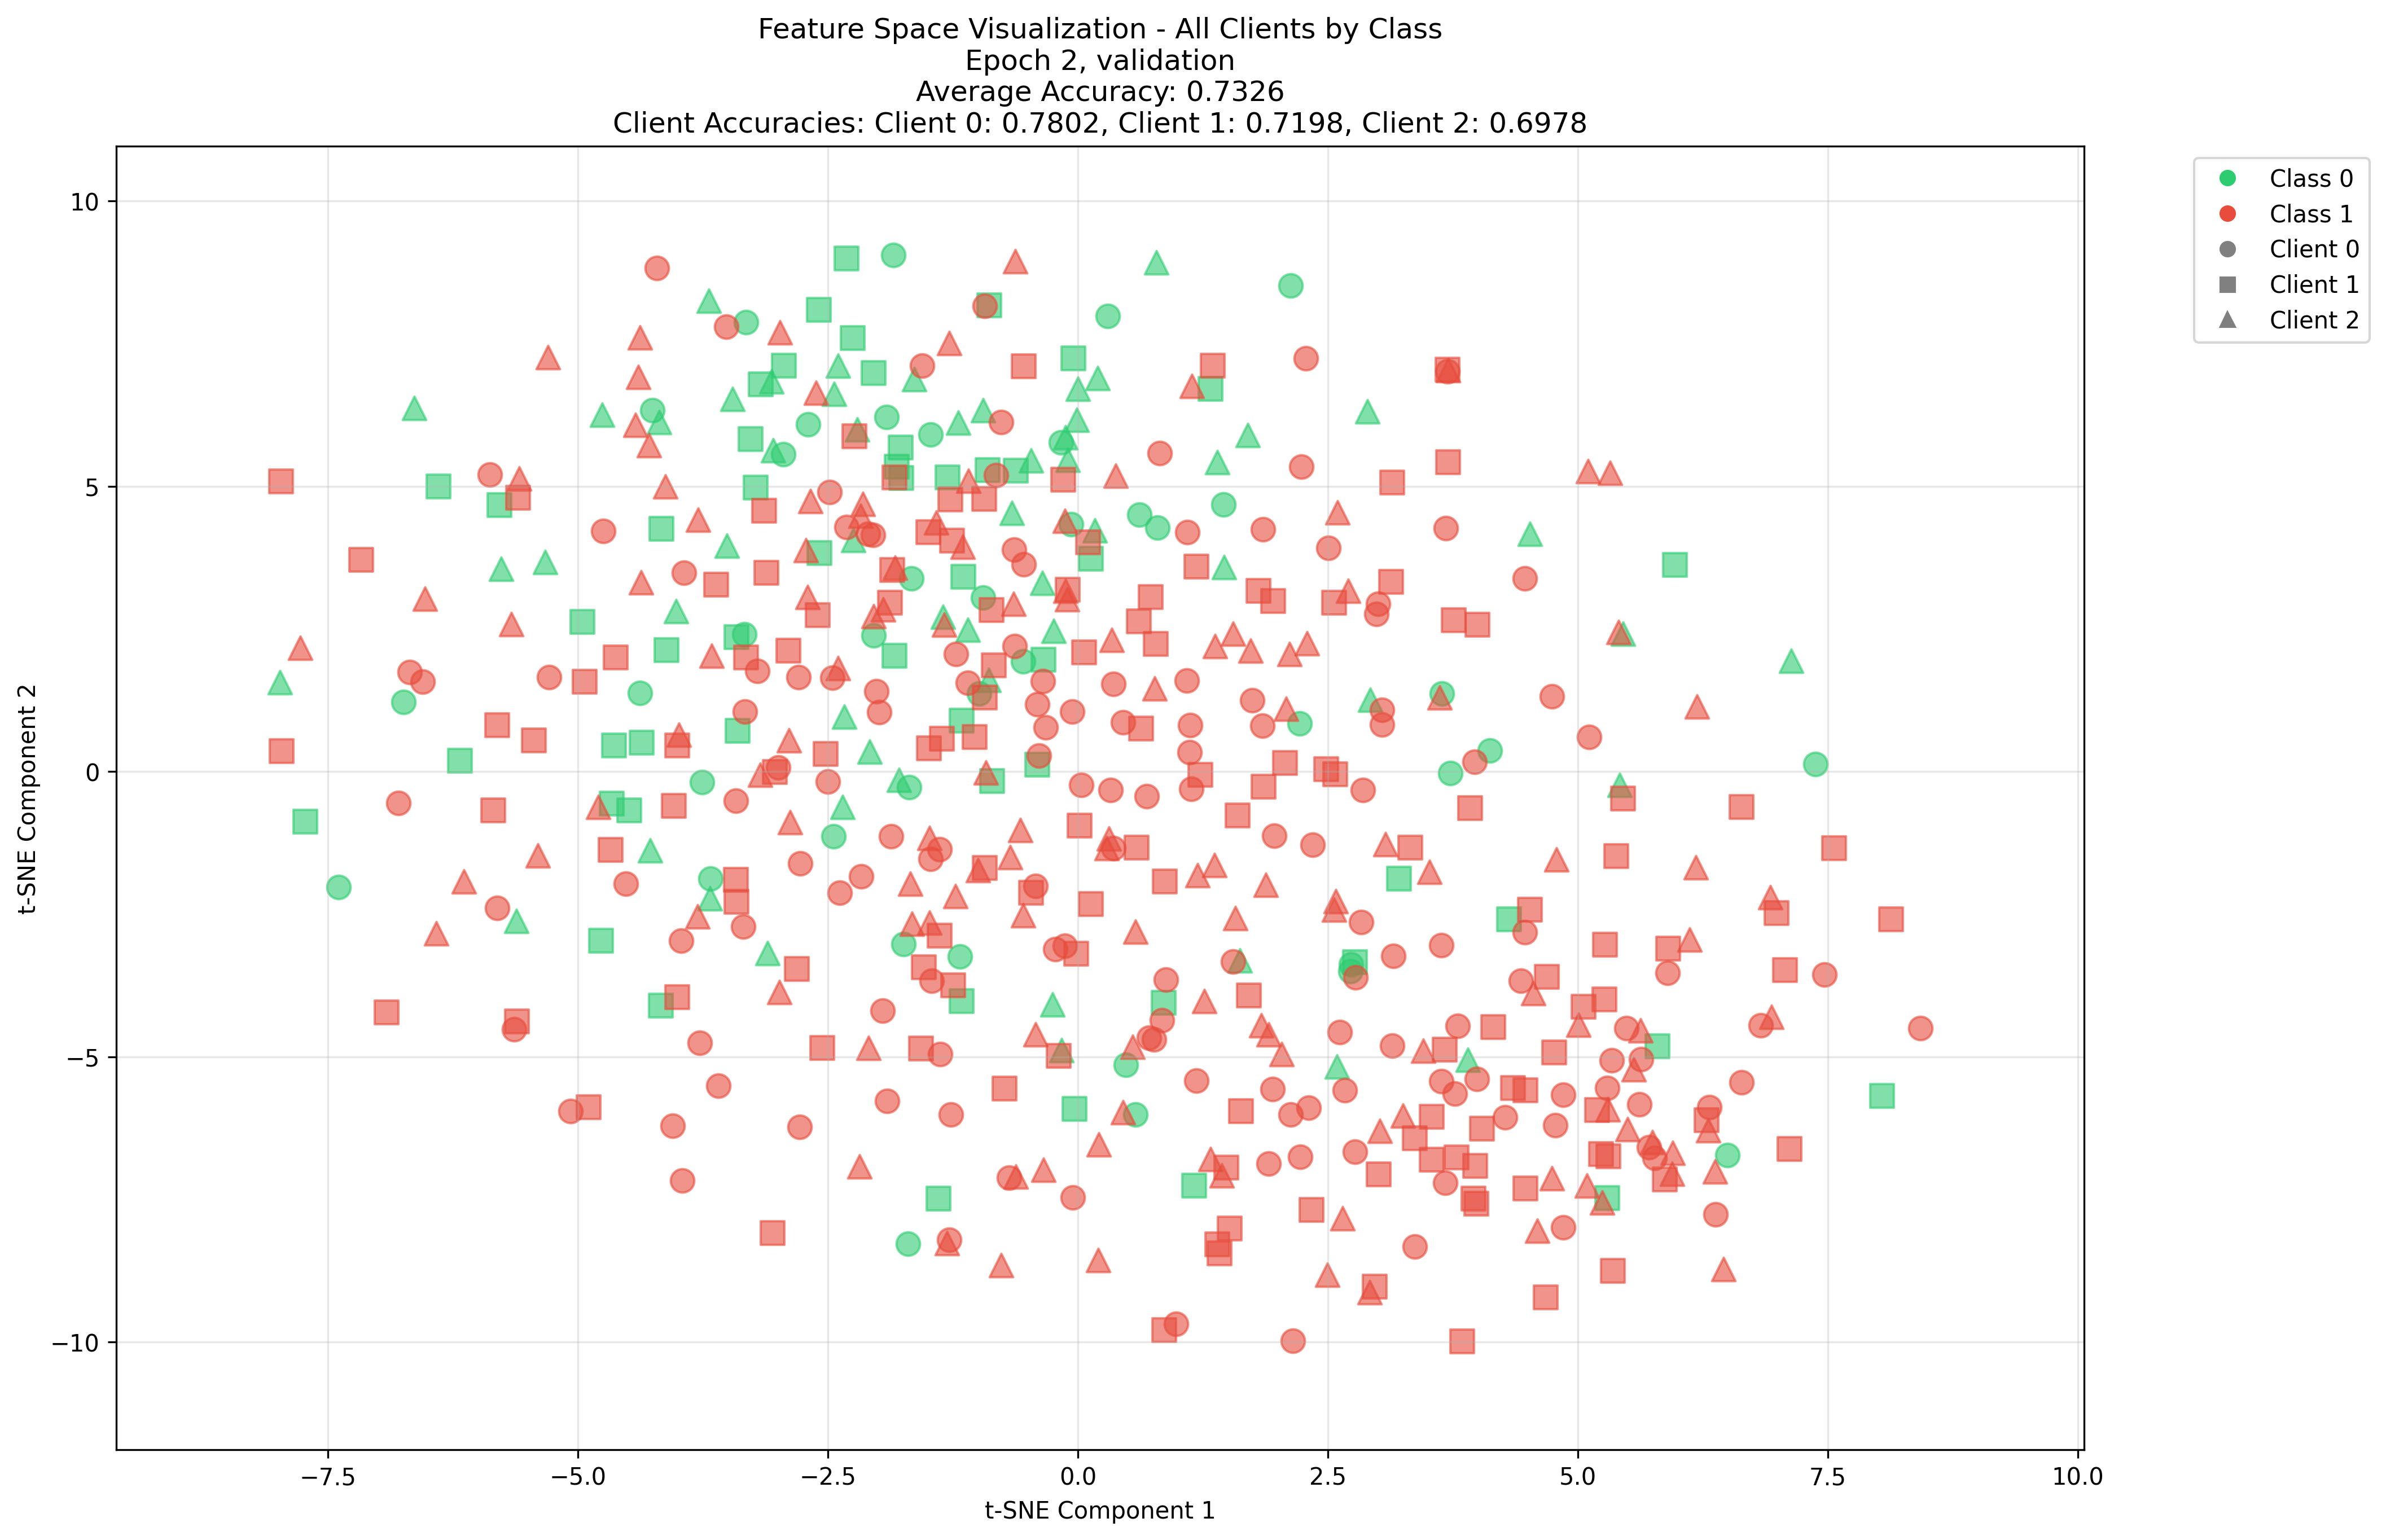 Feature Space Visualization - All Clients by Class
Epoch 2, validation
Average Accuracy: 0.7326
Client Accuracies: Client 0: 0.7802, Client 1: 0.7198, Client 2: 0.6978
Class 0
Class 1
Client 0
Client 1
Client 2
t-SNE Component 2
10
5
0
−5
−10
−7.5
−5.0
−2.5
0.0
2.5
5.0
7.5
10.0
t-SNE Component 1